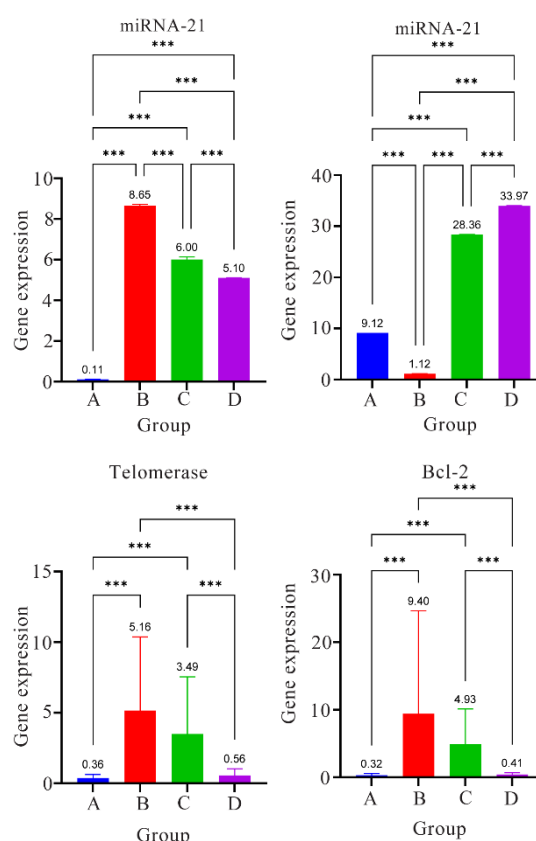 miRNA-21
***
***
***
***
***
***
Gene expression
10
8
6
4
2
0
0.11
8.65
6.00
5.10
A
B
C
D
Group
miRNA-21
***
***
***
***
***
***
Gene expression
40
30
20
10
0
9.12
1.12
28.36
33.97
A
B
C
D
Group
Telomerase
***
***
***
***
Gene expression
15
10
5
0
0.36
5.16
3.49
0.56
A
B
C
D
Group
Bcl-2
***
***
***
***
Gene expression
30
20
10
0
0.32
9.40
4.93
0.41
A
B
C
D
Group